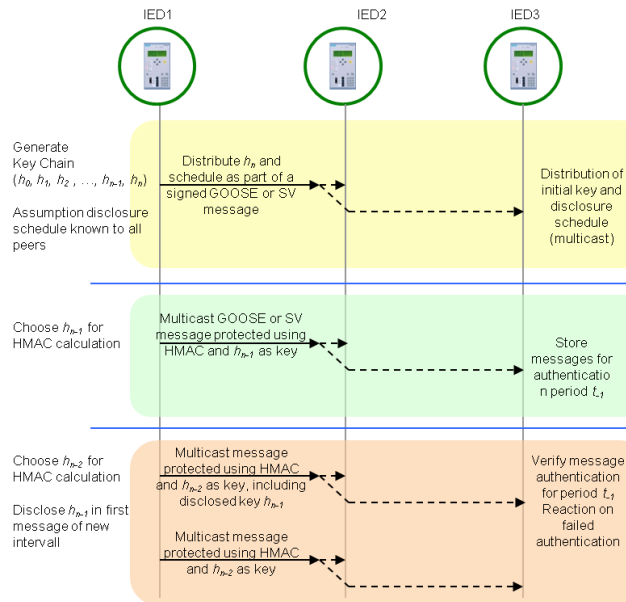 IED1
IED2
IED3
Generate
Key Chain
(h0, h1, h2 , …, hn-1, hn)
Assumption disclosure
schedule known to all
peers
Distribute hn and
schedule as part of a
signed GOOSE or SV
message
Distribution of
initial key and
disclosure
schedule
(multicast)
Choose hn-1 for
HMAC calculation
Multicast GOOSE or SV
message protected using
HMAC and hn-1 as key
Store
messages for
authenticatio
n period t-1
Choose hn-2 for
HMAC calculation
Disclose hn-1 in first
message of new
intervall
Multicast message
protected using HMAC
and hn-2 as key, including
disclosed key hn-1
Multicast message
protected using HMAC
and hn-2 as key
Verify message
authentication
for period t-1
Reaction on
failed
authentication